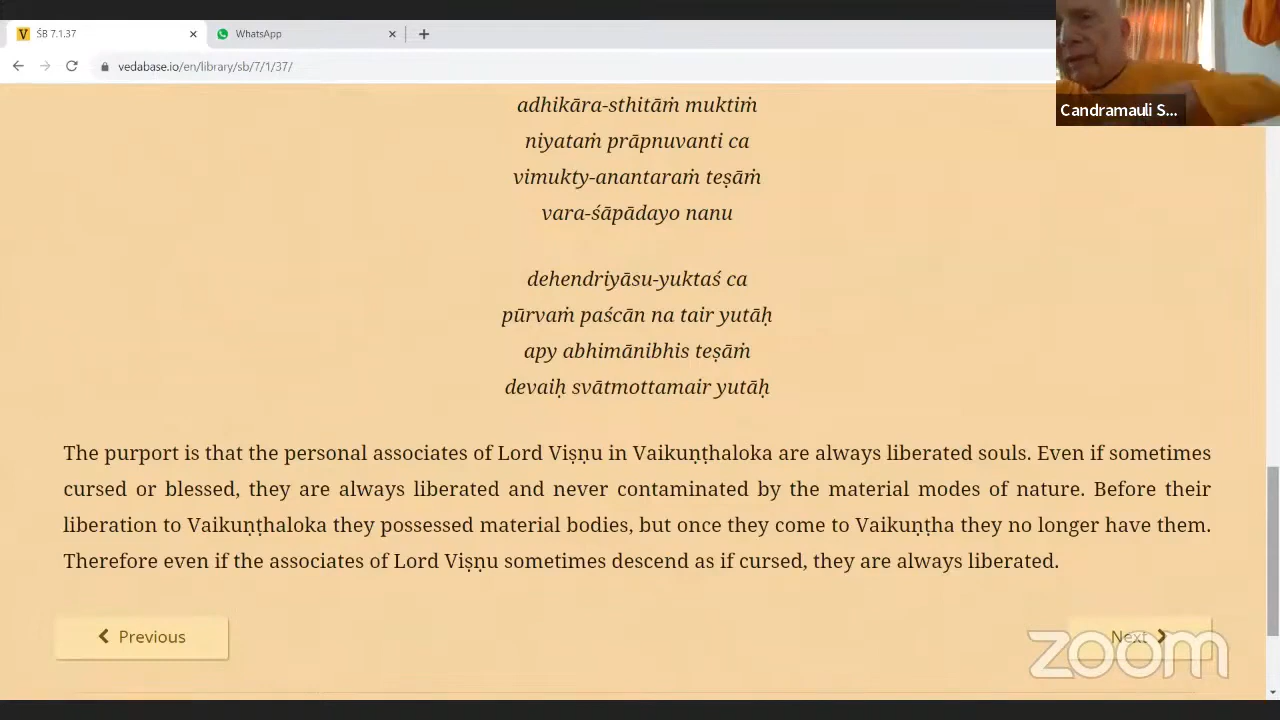 ŚB 7.1.37
WhatsApp
vedabase.io/en/library/sb/7/1/37/
Candramauli S...
adhikāra-sthitāṁ muktiṁ
niyataṁ prāpnuvanti ca
vimukty-anantaraṁ teṣāṁ
vara-śāpādayo nanu
dehendriyāsu-yuktaś ca
pūrvaṁ paścān na tair yutāḥ
apy abhimānibhis teṣāṁ
devaiḥ svātmottamair yutāḥ
The purport is that the personal associates of Lord Viṣṇu in Vaikuṇṭhaloka are always liberated souls. Even if sometimes
cursed or blessed, they are always liberated and never contaminated by the material modes of nature. Before their
liberation to Vaikuṇṭhaloka they possessed material bodies, but once they come to Vaikuṇṭha they no longer have them.
Therefore even if the associates of Lord Viṣṇu sometimes descend as if cursed, they are always liberated.
Previous
Next
zoom